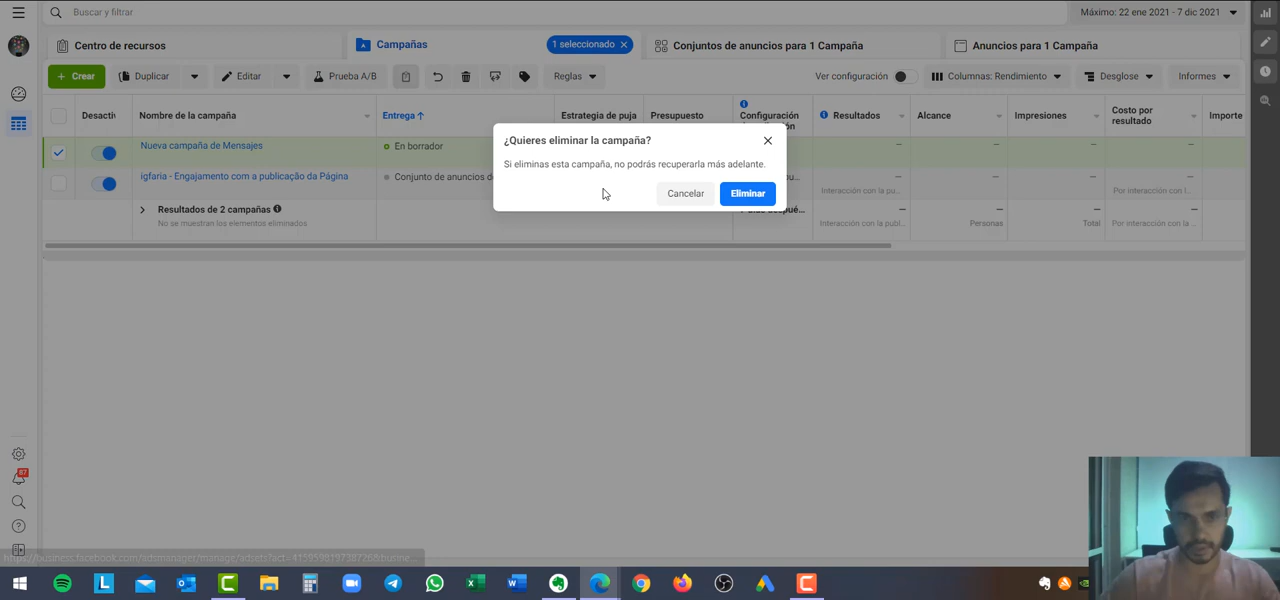 Buscar y filtrar
Máximo: 22 ene 2021 - 7 dic 2021
Centro de recursos
Campañas
1 seleccionado
Conjuntos de anuncios para 1 Campaña
Anuncios para 1 Campaña
+ Crear
Duplicar
Editar
Prueba A/B
Reglas
Ver configuración
Columnas: Rendimiento
Desglose
Informes
Desacti
Nombre de la campaña
Entrega
Estrategia de puja
Presupuesto
Configuración
Resultados
Alcance
Impresiones
Costo por
resultado
Importe
Nueva campaña de Mensajes
En borrador
igfaria - Engajamento com a publicação da Página
Conjunto de anuncios
Interacción con la pu...
Por interacción con l...
Resultados de 2 campañas
No se muestran los elementos eliminados
Interacción con la publ...
Personas
Total
Por interacción con la ...
¿Quieres eliminar la campaña?
Si eliminas esta campaña, no podrás recuperarla más adelante.
Cancelar
Eliminar
87